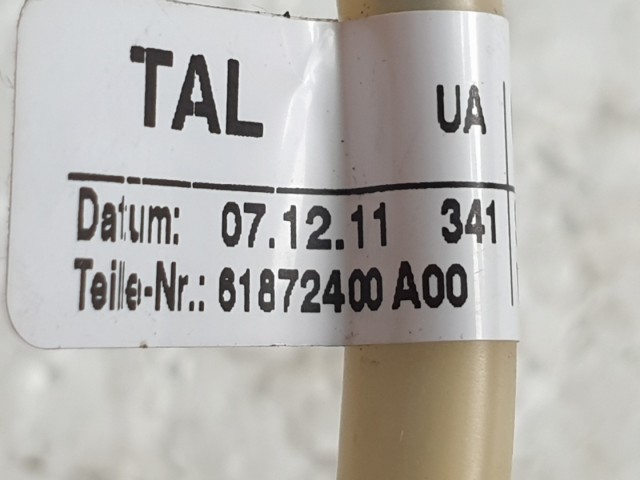 TAL UA
Datum: 07.12.11 341
Teile-Nr.: 61872400 A00